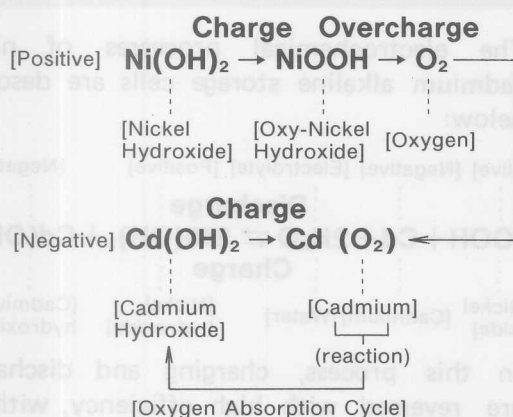 Charge Overcharge
[Positive] Ni(OH)₂ → NiOOH → O₂
[Nickel Hydroxide] [Oxy-Nickel Hydroxide] [Oxygen]
Charge
[Negative] Cd(OH)₂ → Cd (O₂) ←
[Cadmium Hydroxide] [Cadmium]
(reaction)
[Oxygen Absorption Cycle]